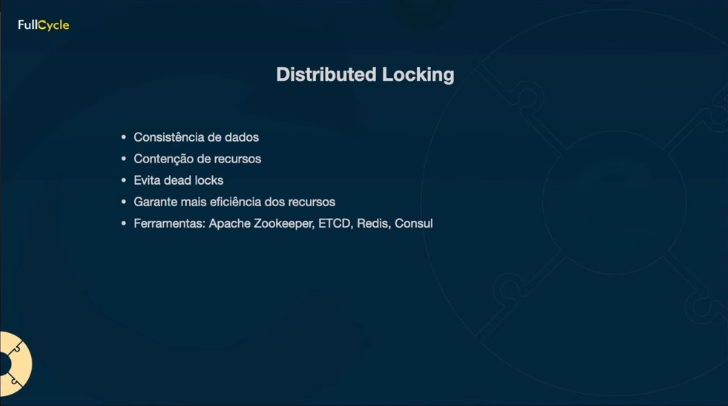 FullCycle
Distributed Locking
• Consistência de dados
• Contenção de recursos
• Evita dead locks
• Garante mais eficiência dos recursos
• Ferramentas: Apache Zookeeper, ETCD, Redis, Consul